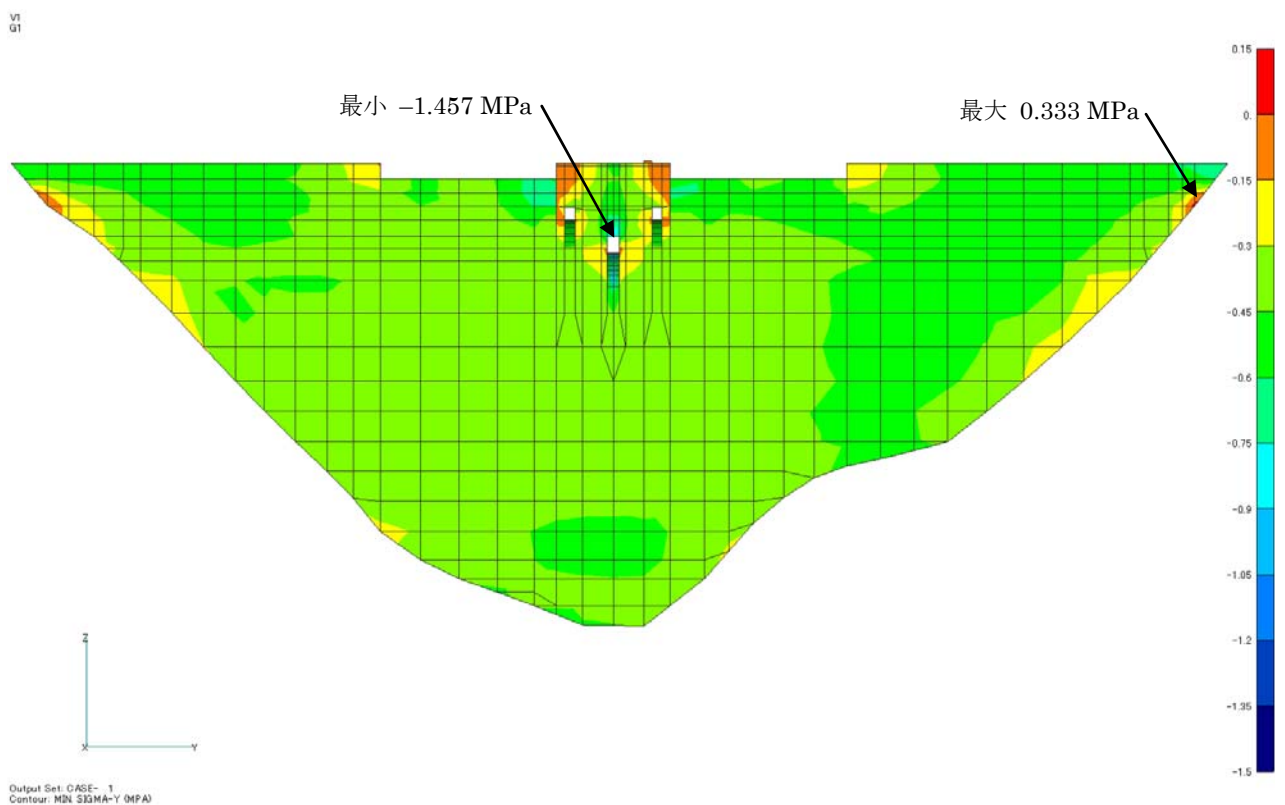 V1
G1
最小 –1.457 MPa
最大 0.333 MPa
0.15
0.
-0.15
-0.3
-0.45
-0.6
-0.75
-0.9
-1.05
-1.2
-1.35
-1.5
Z
X
Y
Output Set: CASE- 1
Contour: MIN. SIGMA-Y (MPA)